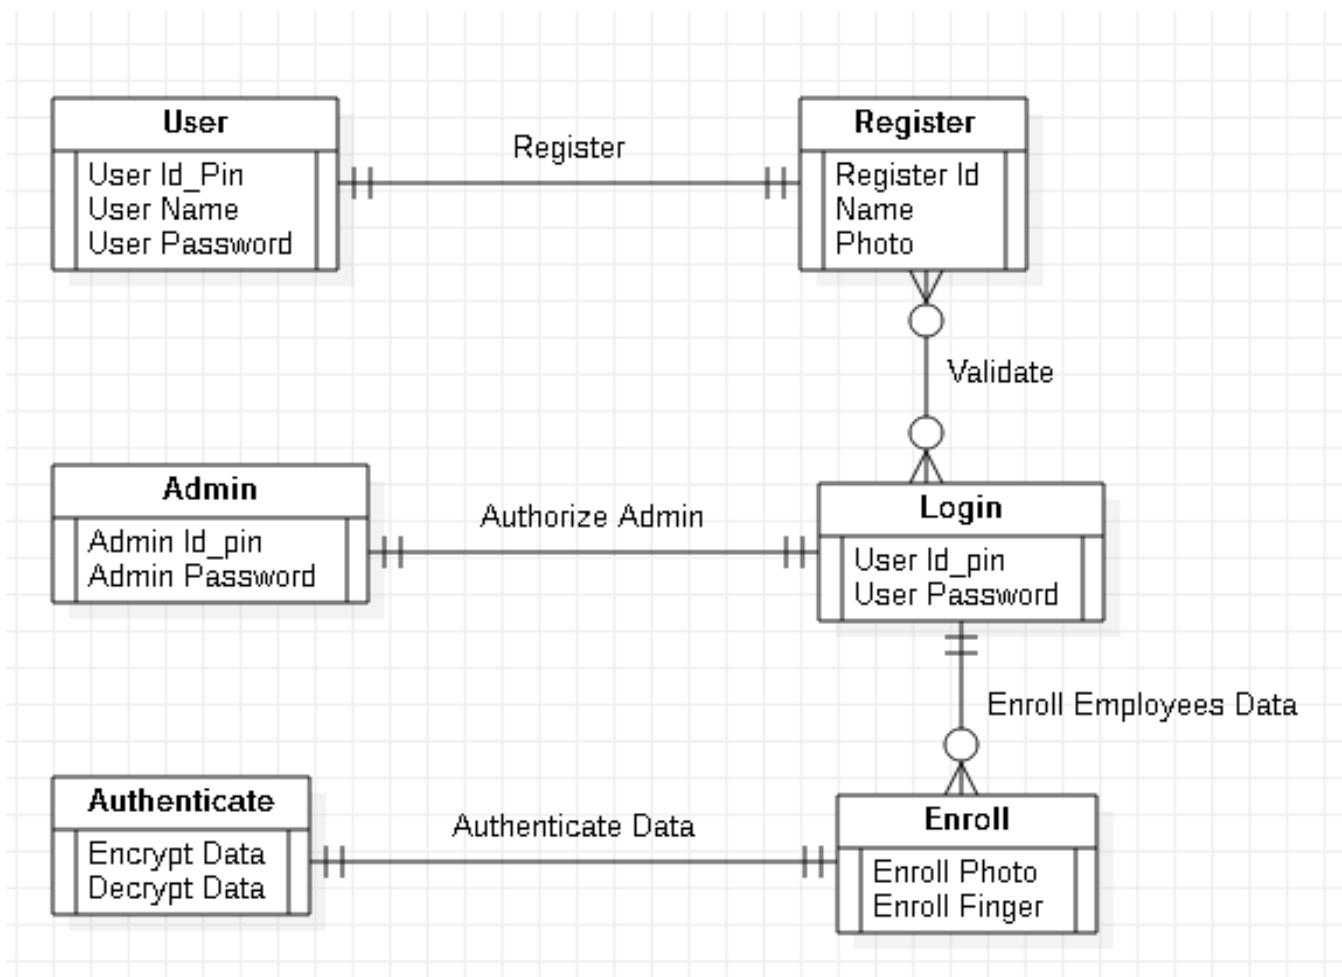 User
User Id_Pin
User Name
User Password
Register
Register
Register Id
Name
Photo
Validate
Admin
Admin Id_pin
Admin Password
Authorize Admin
Login
User Id_pin
User Password
Enroll Employees Data
Authenticate
Encrypt Data
Decrypt Data
Authenticate Data
Enroll
Enroll Photo
Enroll Finger